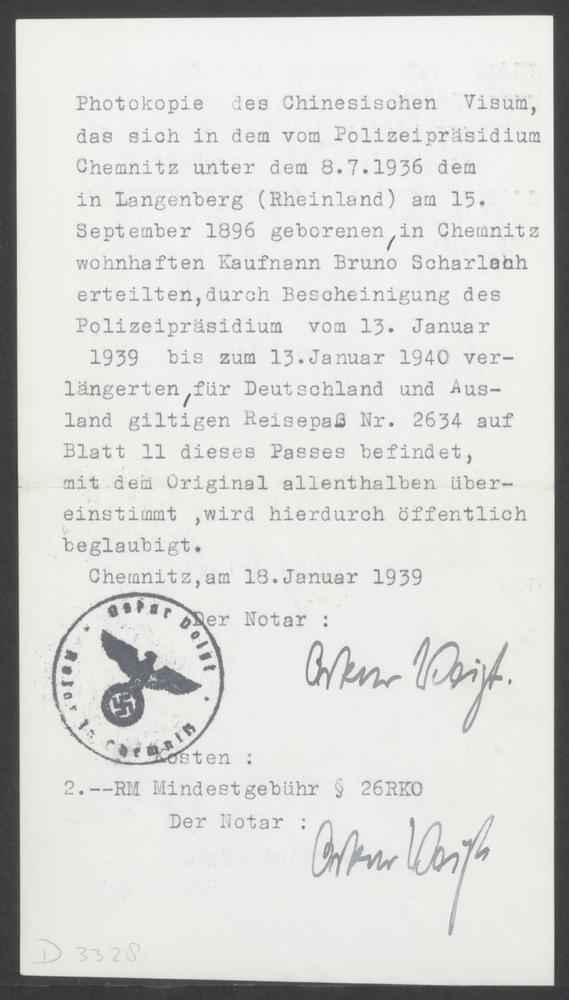 Photokopie des Chinesischen Visum,
das sich in dem vom Polizeipräsidium
Chemnitz unter dem 8.7.1936 dem
in Langenberg (Rheinland) am 15.
September 1896 geborenen,in Chemnitz
wohnhaften Kaufnann Bruno Scharlach
erteilten,durch Bescheinigung des
Polizeipräsidium vom 13. Januar
1939 bis zum 13.Januar 1940 ver-
längerten,für Deutschland und Aus-
land giltigen Reisepaß Nr. 2634 auf
Blatt 11 dieses Passes befindet,
mit dem Original allenthalben über-
einstimmt ,wird hierdurch öffentlich
beglaubigt.
Chemnitz,am 18.Januar 1939
Der Notar :
Notar in Chemnitz
Kosten :
2.--RM Mindestgebühr § 26RKO
Der Notar :
D 3328